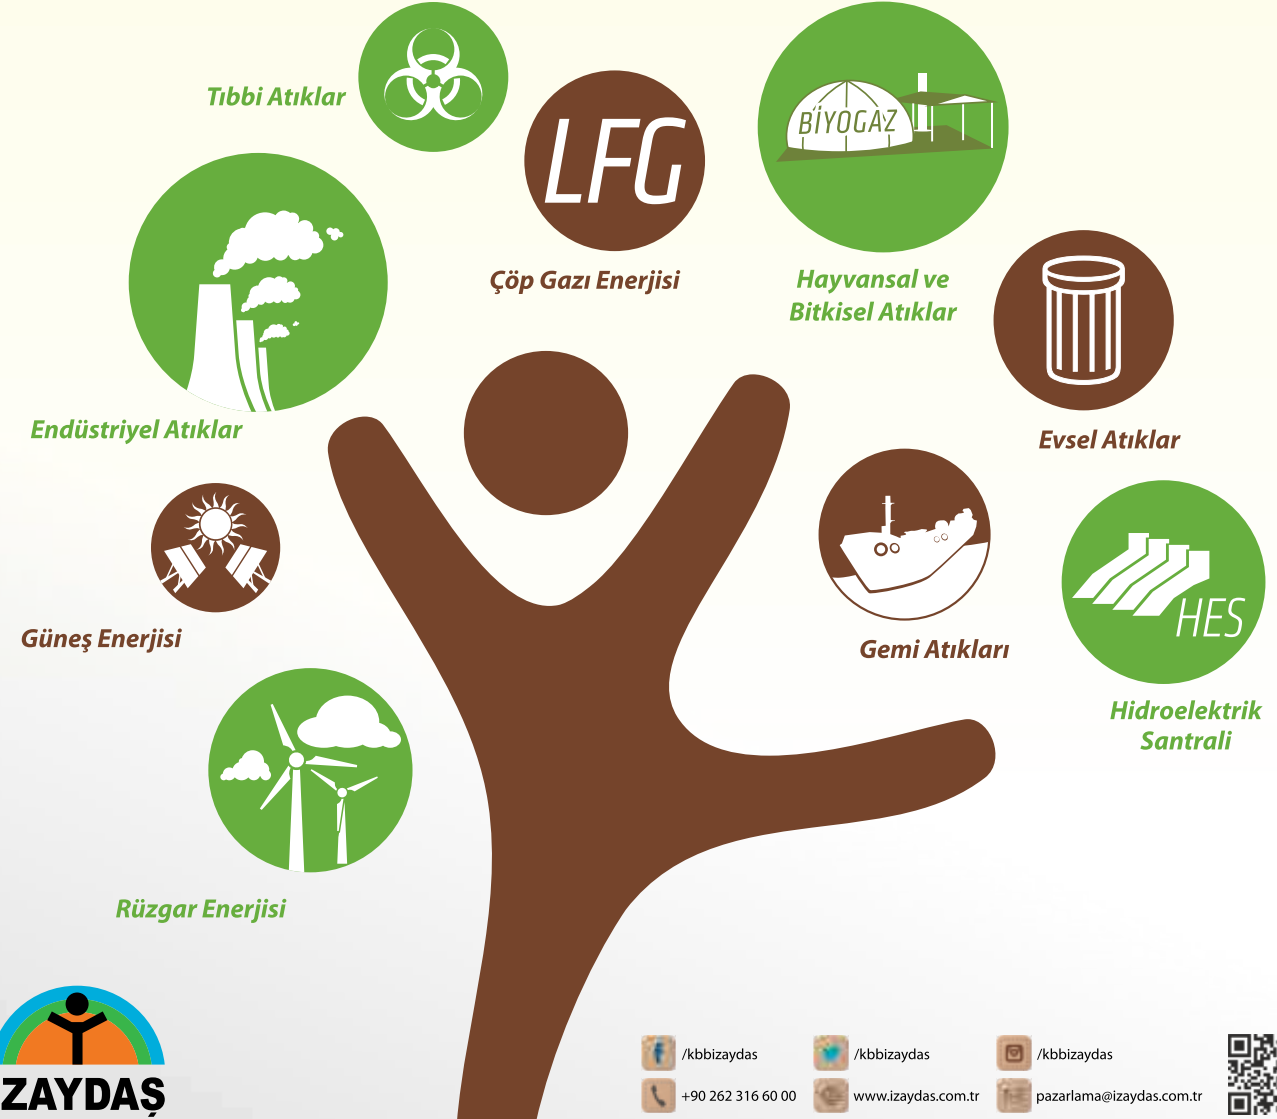 Tıbbi Atıklar
LFG
BİYOGAZ
Çöp Gazı Enerjisi
Hayvansal ve
Bitkisel Atıklar
Endüstriyel Atıklar
Evsel Atıklar
Güneş Enerjisi
Gemi Atıkları
HES
Hidroelektrik
Santrali
Rüzgar Enerjisi
ZAYDAŞ
/kbbizaydas
/kbbizaydas
/kbbizaydas
+90 262 316 60 00
www.izaydas.com.tr
pazarlama@izaydas.com.tr